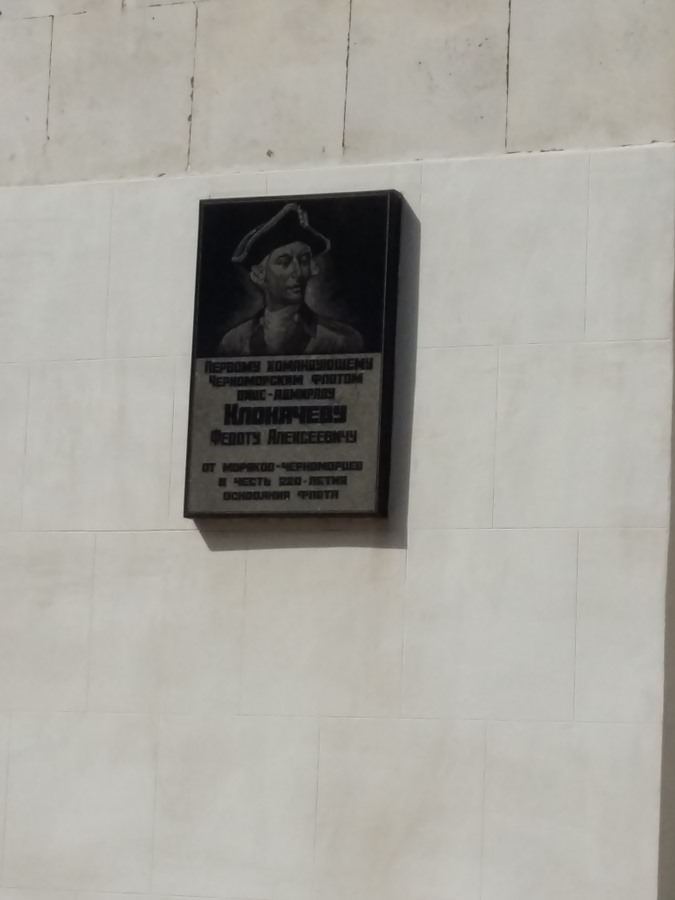 Первому командующему
Черноморским флотом
вице-адмиралу
Клокачеву
Федоту Алексеевичу
от моряков-черноморцев
в честь 220-летия
основания флота